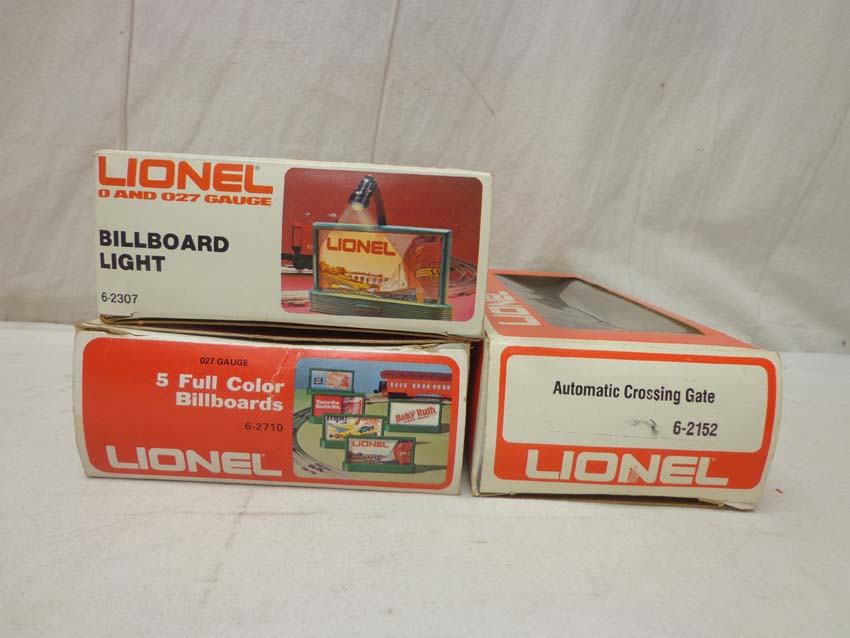 LIONEL
O AND 027 GAUGE
BILLBOARD
LIGHT
6-2307
LIONEL
027 GAUGE
5 Full Color
Billboards
6-2710
LIONEL
Baby Ruth
LIONEL
LIONEL
Automatic Crossing Gate
6-2152
LIONEL